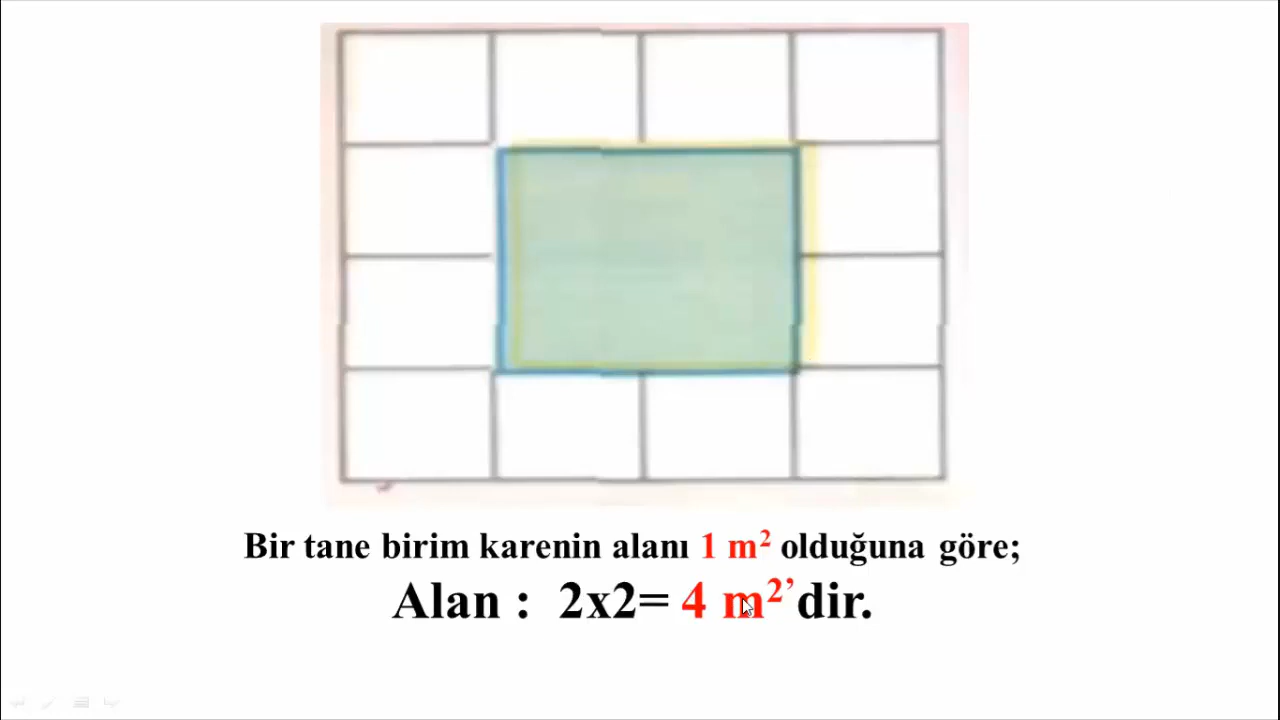 Bir tane birim karenin alanı 1 m² olduğuna göre;
Alan : 2x2= 4 m²’dir.